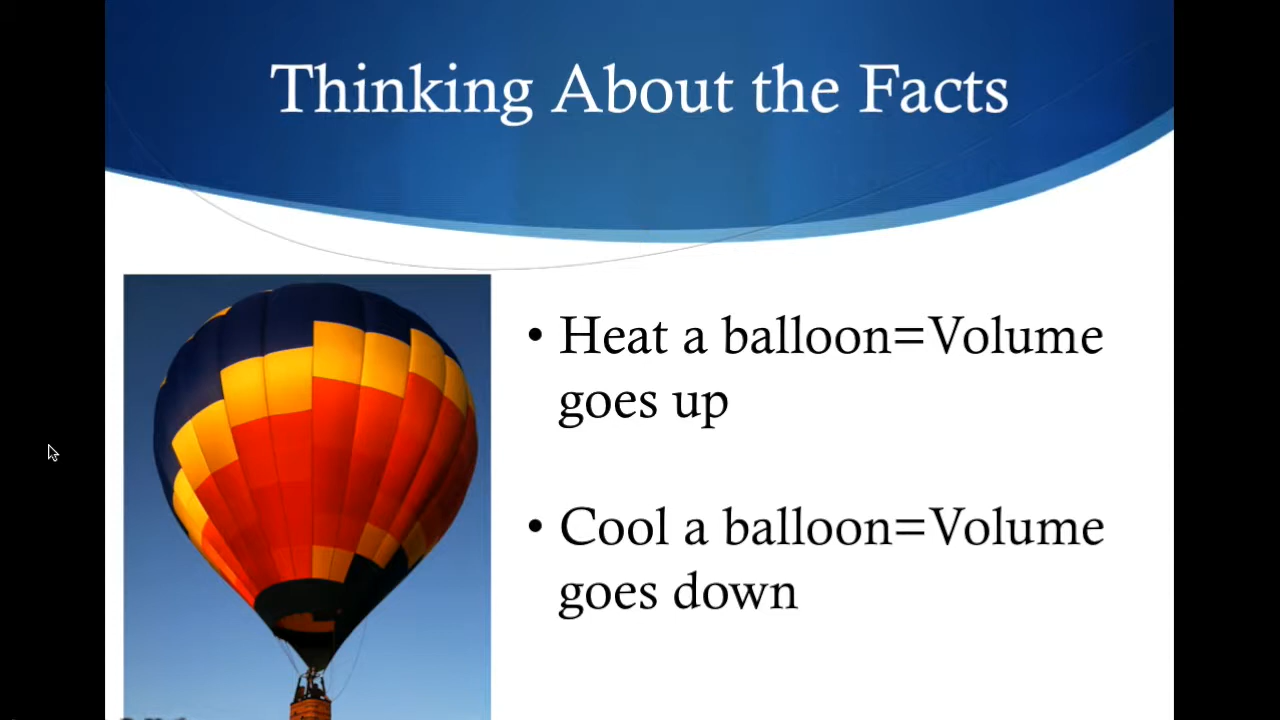 Thinking About the Facts
• Heat a balloon=Volume
goes up
• Cool a balloon=Volume
goes down